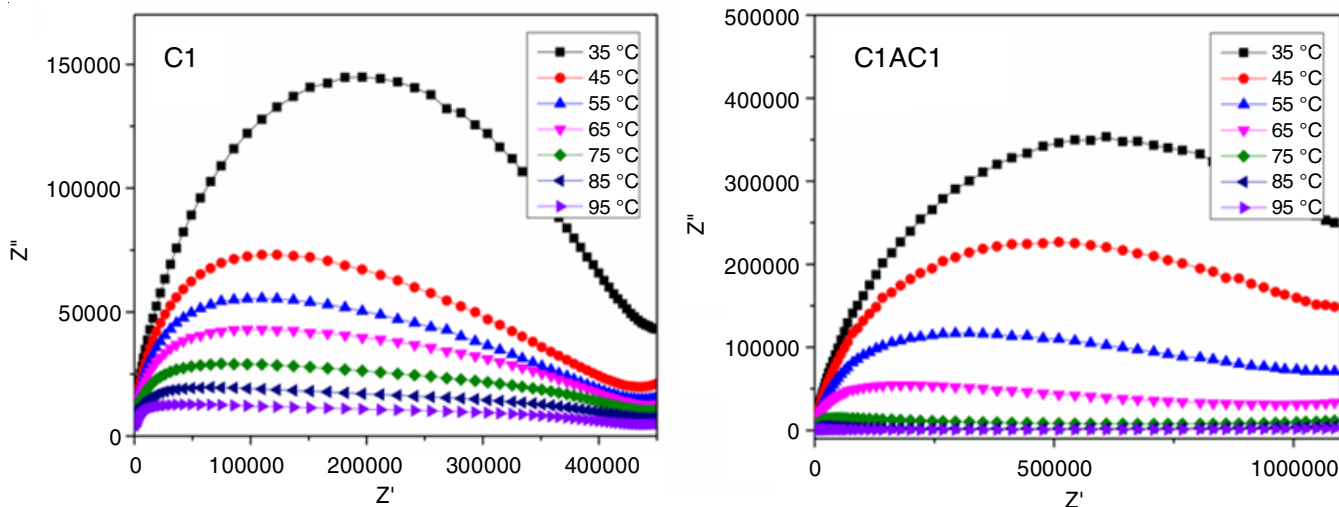 C1
35 °C
45 °C
55 °C
65 °C
75 °C
85 °C
95 °C
150000
100000
50000
0
Z"
0 100000 200000 300000 400000
Z'
C1AC1
35 °C
45 °C
55 °C
65 °C
75 °C
85 °C
95 °C
500000
400000
300000
200000
100000
0
Z"
0 500000 1000000
Z'